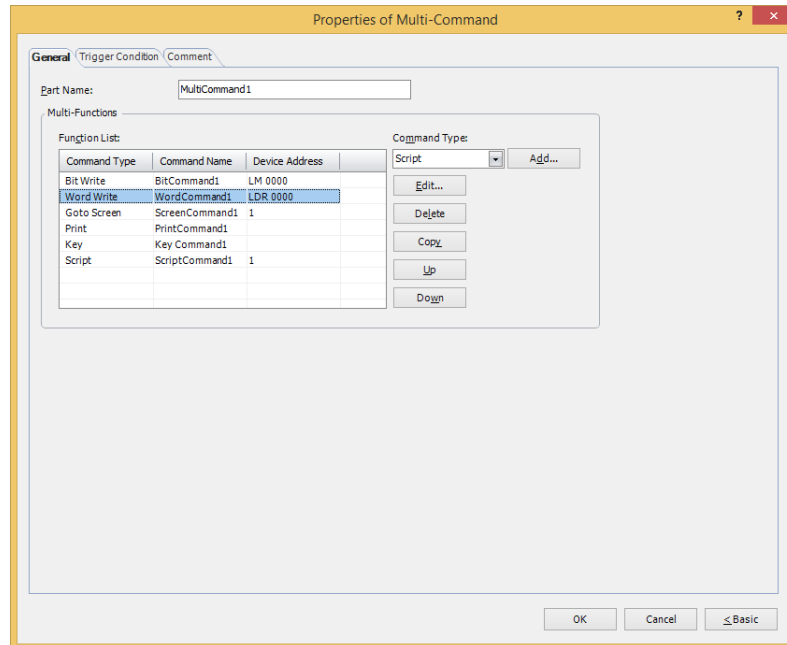 Properties of Multi-Command
? ×
General Trigger Condition Comment
Part Name: MultiCommand1
Multi-Functions
Function List: Command Type:
Command Type Command Name Device Address Script Add...
Bit Write BitCommand1 LM 0000
Word Write WordCommand1 LDR 0000 Edit...
Goto Screen ScreenCommand1 1 Delete
Print PrintCommand1
Key Key Command1 Copy
Script ScriptCommand1 1
Up
Down
OK Cancel < Basic